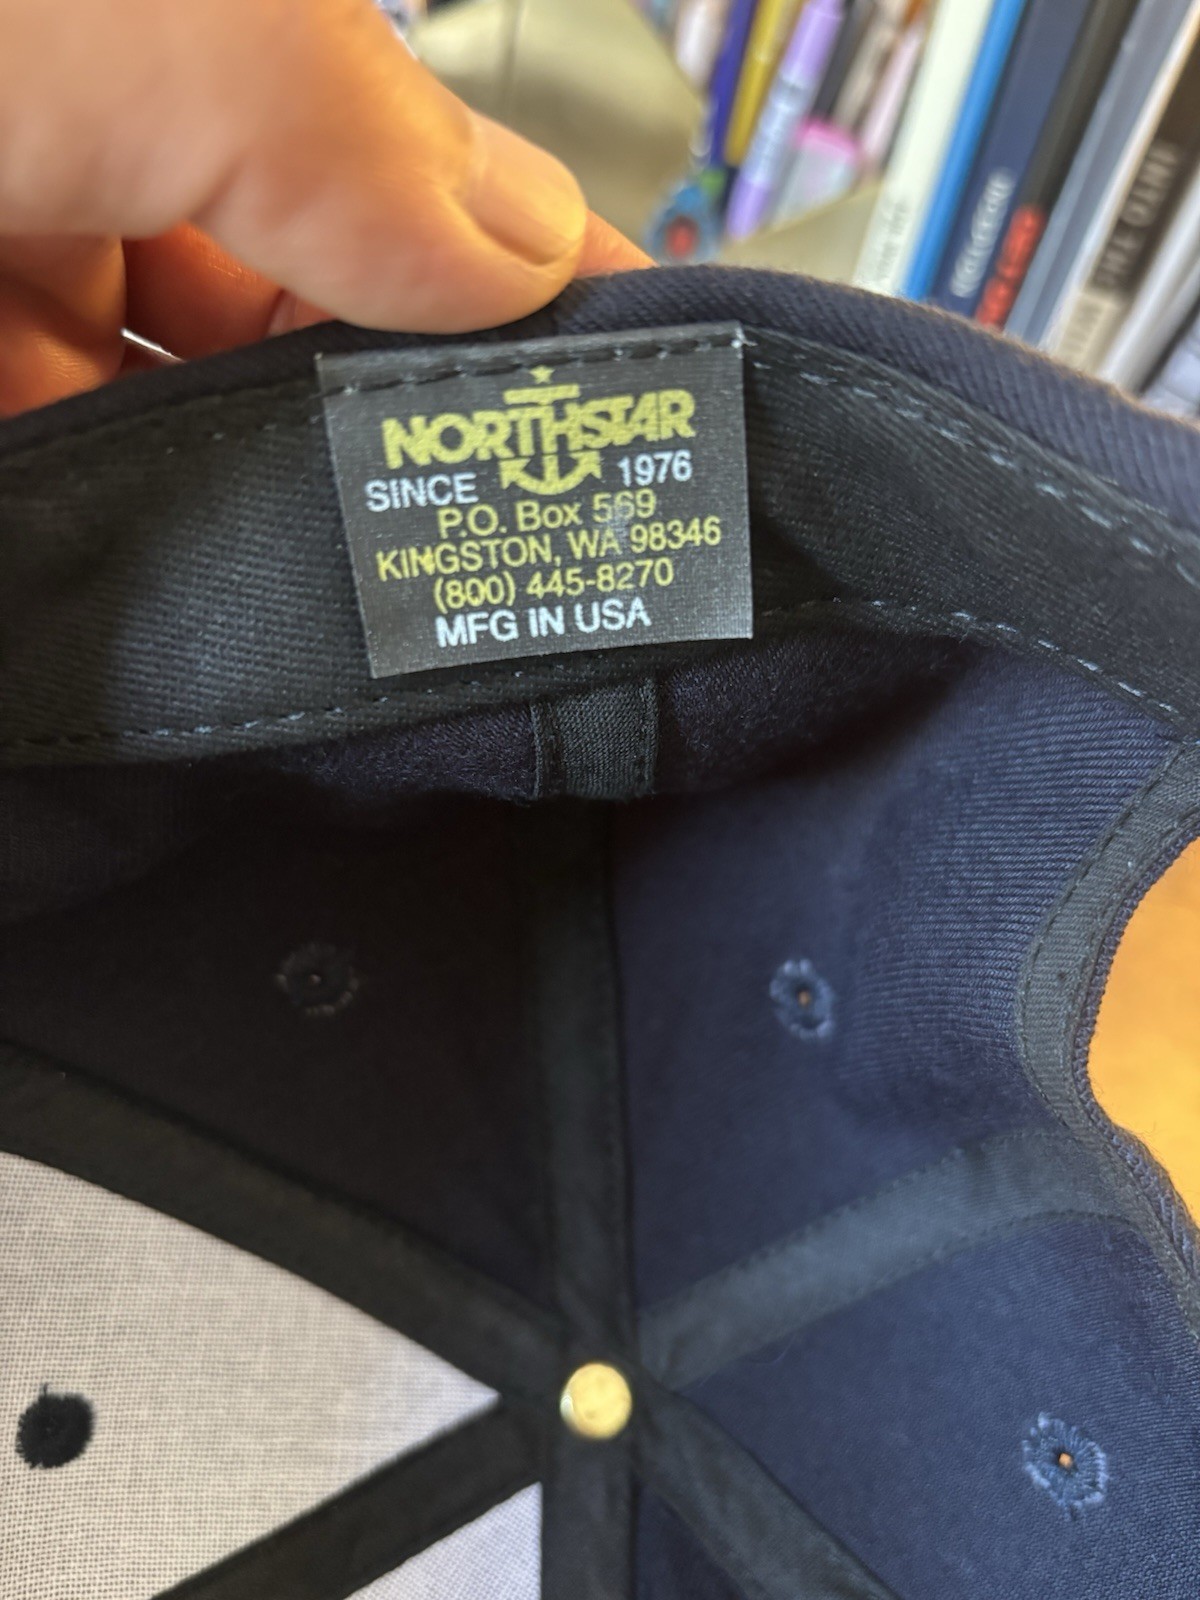 NORTHSTAR
SINCE 1976
P.O. Box 569
KINGSTON, WA 98346
(800) 445-8270
MFG IN USA